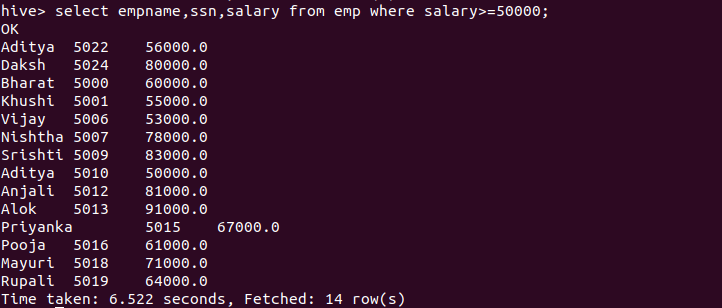 hive> select empname,ssn,salary from emp where salary>=50000;
OK
Aditya	5022	56000.0
Daksh	5024	80000.0
Bharat	5000	60000.0
Khushi	5001	55000.0
Vijay	5006	53000.0
Nishtha	5007	78000.0
Srishti	5009	83000.0
Aditya	5010	50000.0
Anjali	5012	81000.0
Alok	5013	91000.0
Priyanka	5015	67000.0
Pooja	5016	61000.0
Mayuri	5018	71000.0
Rupali	5019	64000.0
Time taken: 6.522 seconds, Fetched: 14 row(s)